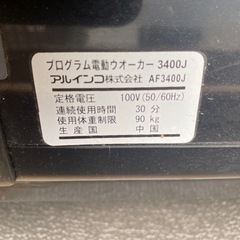 プログラム電動ウオーカー 3400J
アルインコ株式会社 AF3400J
定格電圧 100V(50/60Hz)
連続使用時間 30 分
使用体重制限 90 kg
生産国 中国